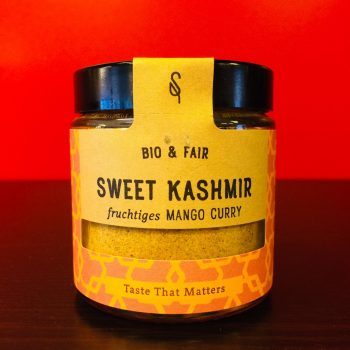 BIO & FAIR
SWEET KASHMIR
fruchtiges MANGO CURRY
Taste That Matters